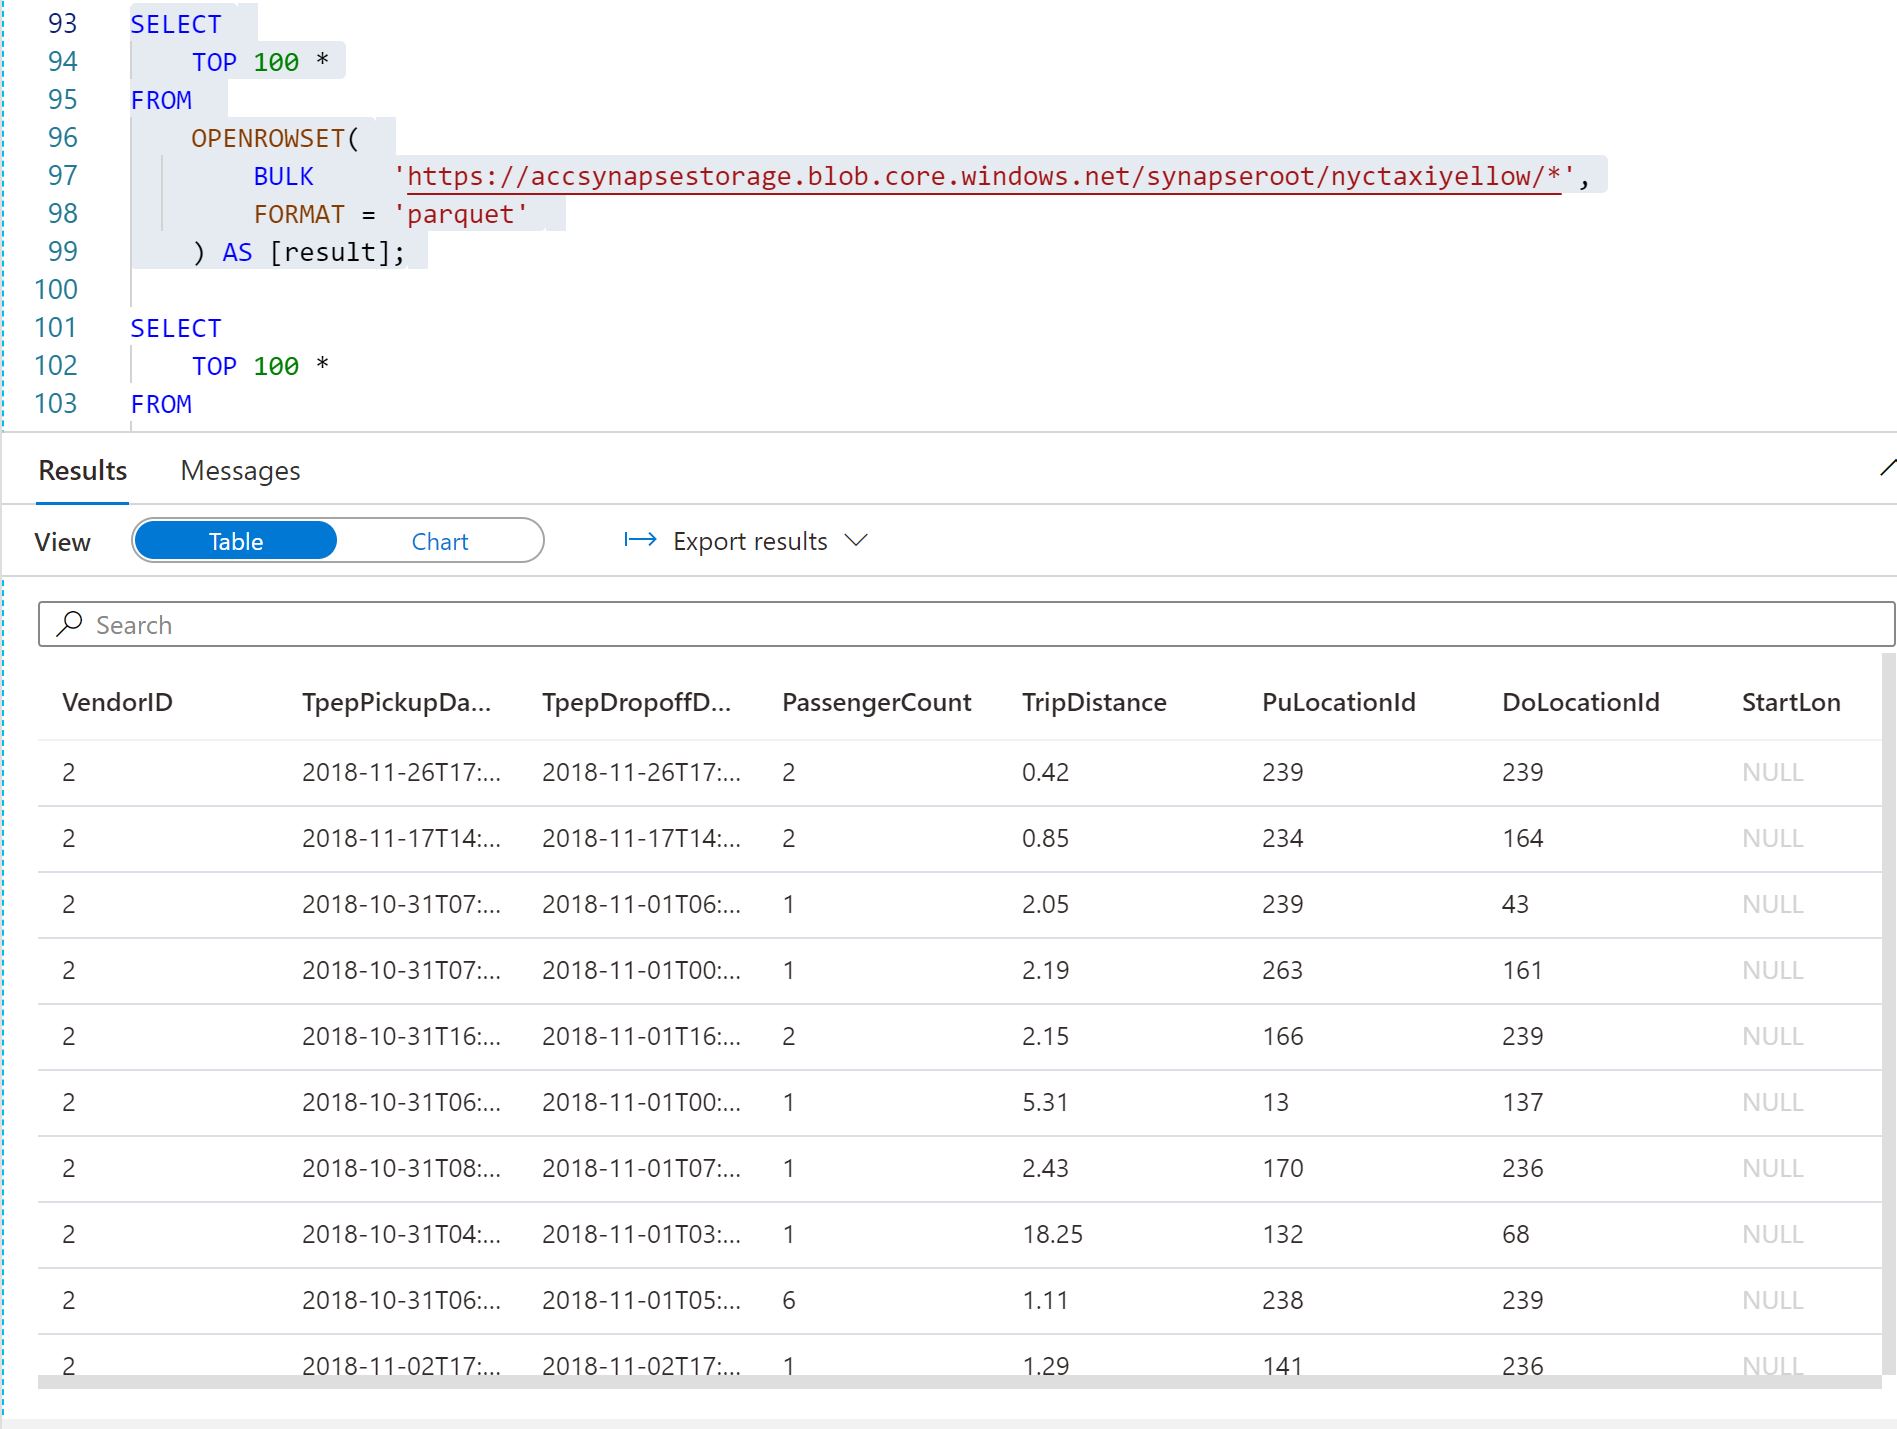 93 SELECT
94 TOP 100 *
95 FROM
96 OPENROWSET(
97 BULK 'https://accsynapsestorage.blob.core.windows.net/synapseroot/nyctaxiyellow/*',
98 FORMAT = 'parquet'
99 ) AS [result];
100
101 SELECT
102 TOP 100 *
103 FROM
Results Messages
View Table Chart Export results
Search
VendorID TpepPickupDa... TpepDropoffD... PassengerCount TripDistance PuLocationId DoLocationId StartLon
2 2018-11-26T17:... 2018-11-26T17:... 2 0.42 239 239 NULL
2 2018-11-17T14:... 2018-11-17T14:... 2 0.85 234 164 NULL
2 2018-10-31T07:... 2018-11-01T06:... 1 2.05 239 43 NULL
2 2018-10-31T07:... 2018-11-01T00:... 1 2.19 263 161 NULL
2 2018-10-31T16:... 2018-11-01T16:... 2 2.15 166 239 NULL
2 2018-10-31T06:... 2018-11-01T00:... 1 5.31 13 137 NULL
2 2018-10-31T08:... 2018-11-01T07:... 1 2.43 170 236 NULL
2 2018-10-31T04:... 2018-11-01T03:... 1 18.25 132 68 NULL
2 2018-10-31T06:... 2018-11-01T05:... 6 1.11 238 239 NULL
2 2018-11-02T17:... 2018-11-02T17:... 1 1.29 141 236 NULL